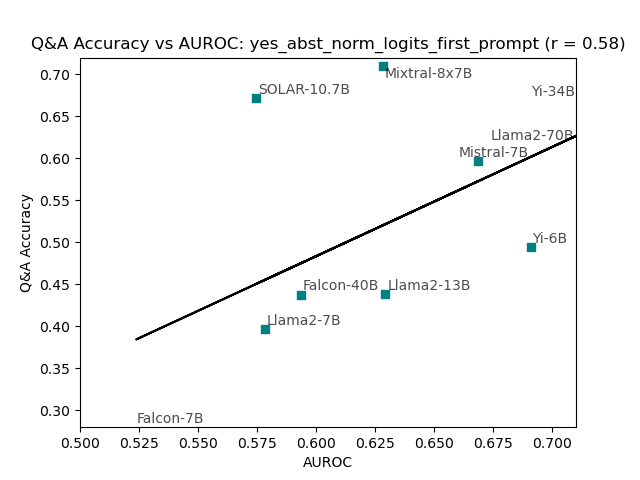 Q&A Accuracy vs AUROC: yes_abst_norm_logits_first_prompt (r = 0.58)
0.70
Mixtral-8x7B
SOLAR-10.7B
Yi-34B
0.65
Llama2-70B
0.60
Mistral-7B
0.55
Q&A Accuracy
0.50
Yi-6B
0.45
Falcon-40B
Llama2-13B
0.40
Llama2-7B
0.35
0.30
Falcon-7B
0.500 0.525 0.550 0.575 0.600 0.625 0.650 0.675 0.700
AUROC